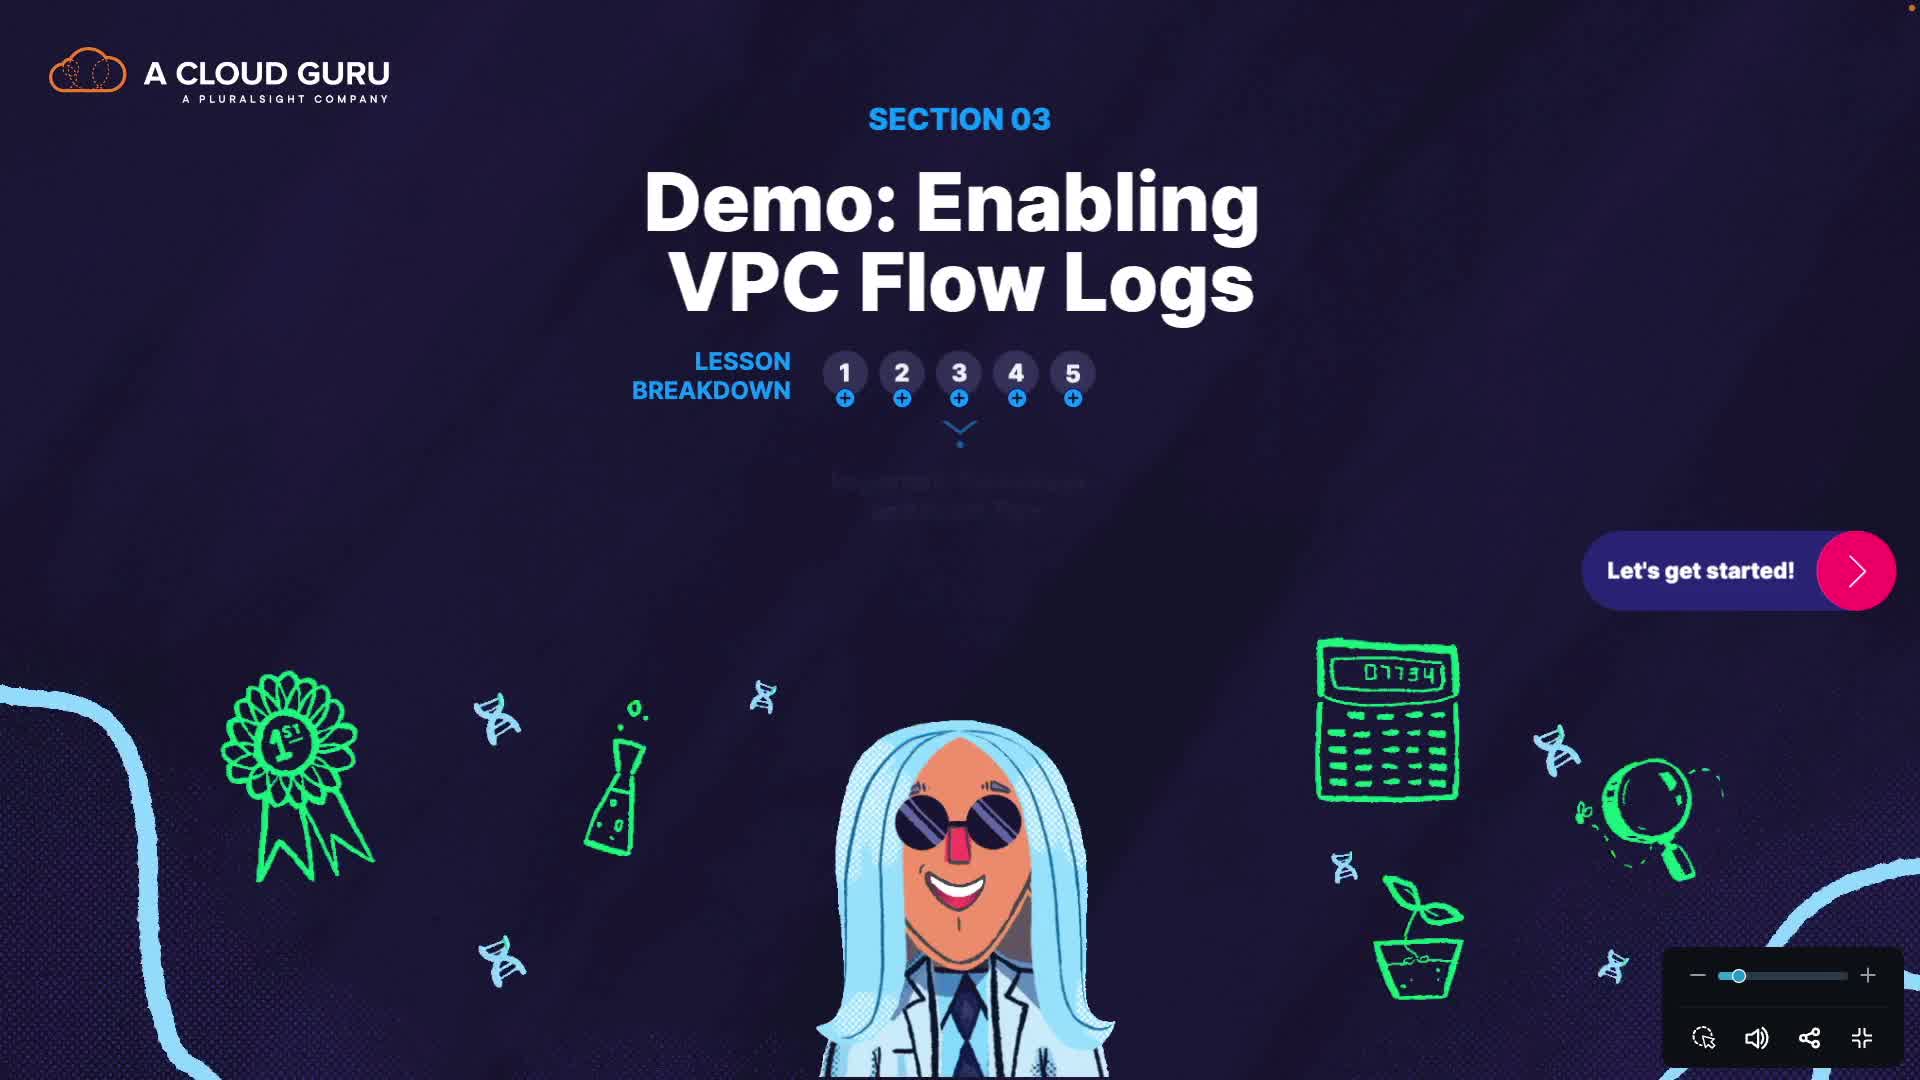 A CLOUD GURU
A PLURALSIGHT COMPANY
SECTION 03
Demo: Enabling
VPC Flow Logs
LESSON
BREAKDOWN
1 2 3 4 5
Let's get started!
1ST
07734